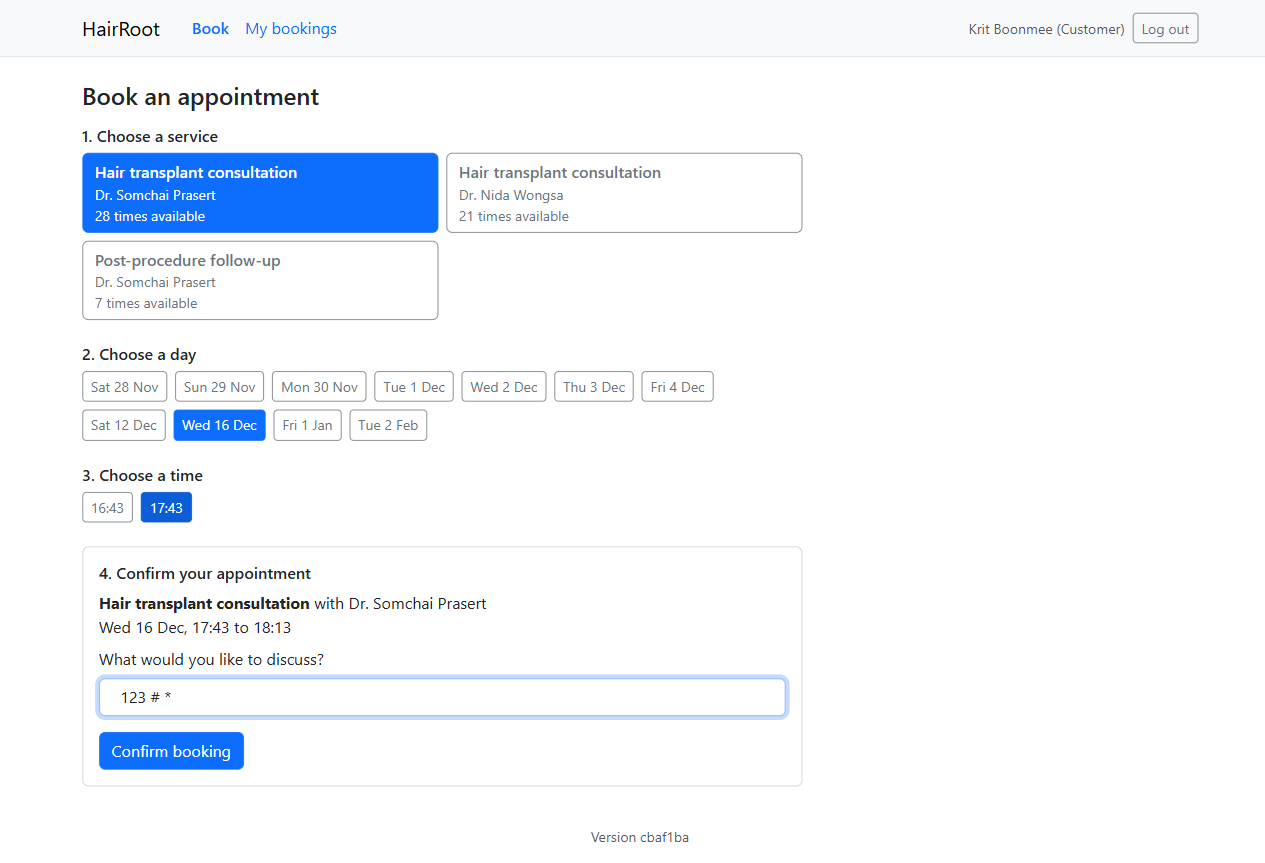 HairRoot Book My bookings Krit Boonmee (Customer) Log out
Book an appointment
1. Choose a service
Hair transplant consultation
Dr. Somchai Prasert
28 times available
Hair transplant consultation
Dr. Nida Wongsa
21 times available
Post-procedure follow-up
Dr. Somchai Prasert
7 times available
2. Choose a day
Sat 28 Nov Sun 29 Nov Mon 30 Nov Tue 1 Dec Wed 2 Dec Thu 3 Dec Fri 4 Dec
Sat 12 Dec Wed 16 Dec Fri 1 Jan Tue 2 Feb
3. Choose a time
16:43 17:43
4. Confirm your appointment
Hair transplant consultation with Dr. Somchai Prasert
Wed 16 Dec, 17:43 to 18:13
What would you like to discuss?
123 # *
Confirm booking
Version cbaf1ba